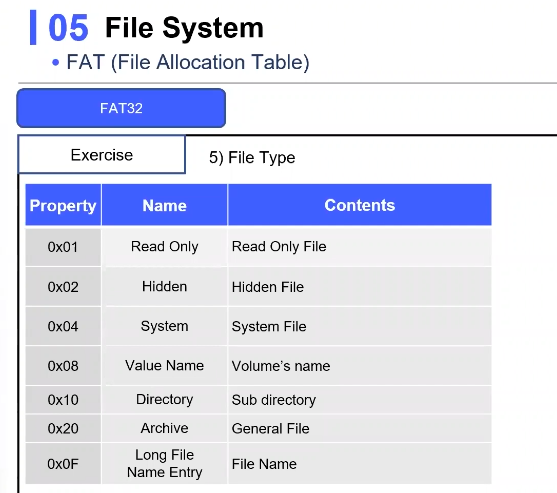 05 File System
• FAT (File Allocation Table)
FAT32
Exercise
5) File Type
Property Name Contents
0x01 Read Only Read Only File
0x02 Hidden Hidden File
0x04 System System File
0x08 Value Name Volume's name
0x10 Directory Sub directory
0x20 Archive General File
0x0F Long File Name Entry File Name